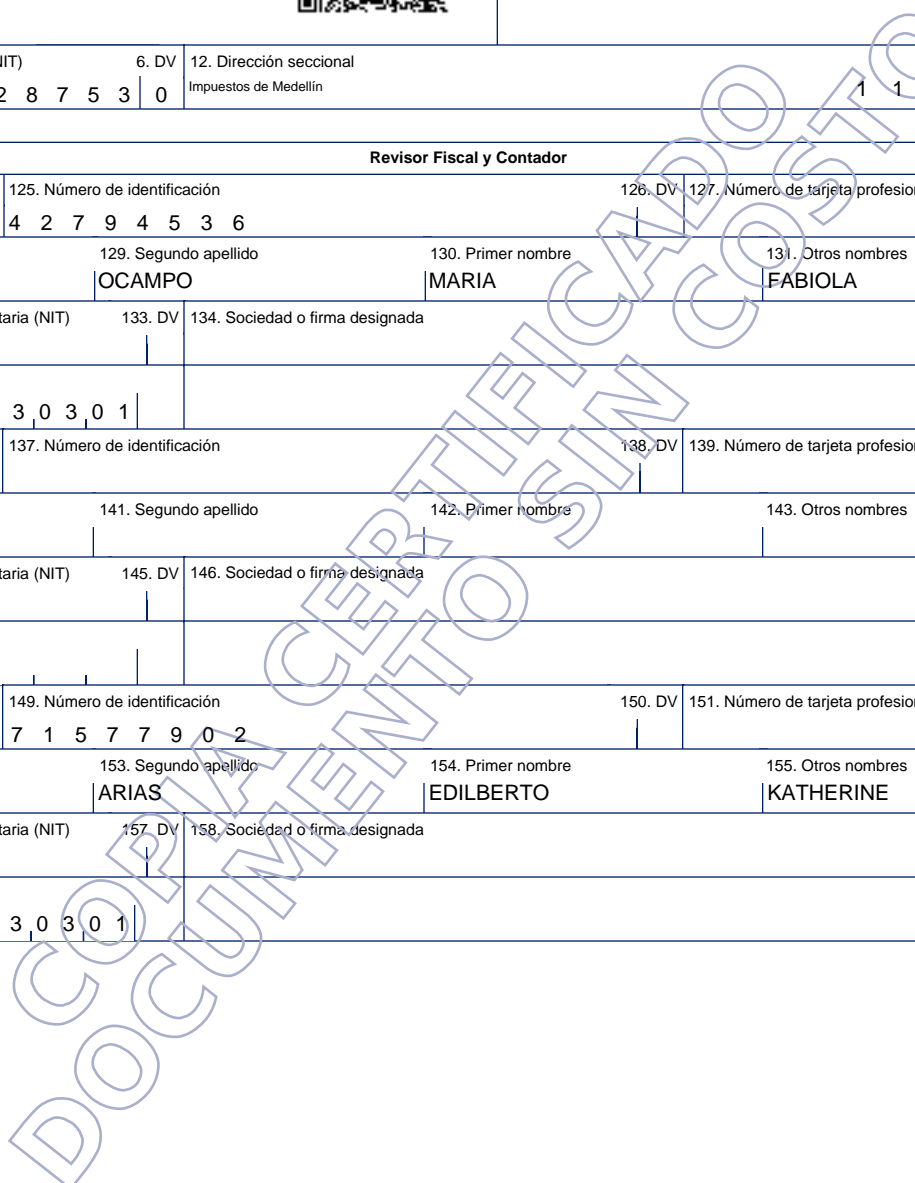 IIT) 6. DV 12. Dirección seccional
2 8 7 5 3 0 Impuestos de Medellín 1 1
Revisor Fiscal y Contador
125. Número de identificación 126. DV 127. Número de tarjeta profesion
4 2 7 9 4 5 3 6
129. Segundo apellido 130. Primer nombre 131. Otros nombres
OCAMPO MARIA FABIOLA
taria (NIT) 133. DV 134. Sociedad o firma designada
3 0 3 0 1
137. Número de identificación 138. DV 139. Número de tarjeta profesion
141. Segundo apellido 142. Primer nombre 143. Otros nombres
taria (NIT) 145. DV 146. Sociedad o firma designada
149. Número de identificación 150. DV 151. Número de tarjeta profesion
7 1 5 7 7 9 0 2
153. Segundo apellido 154. Primer nombre 155. Otros nombres
ARIAS EDILBERTO KATHERINE
taria (NIT) 157. DV 158. Sociedad o firma designada
3 0 3 0 1
COPIA CERTIFICADO
DOCUMENTO SIN COSTO